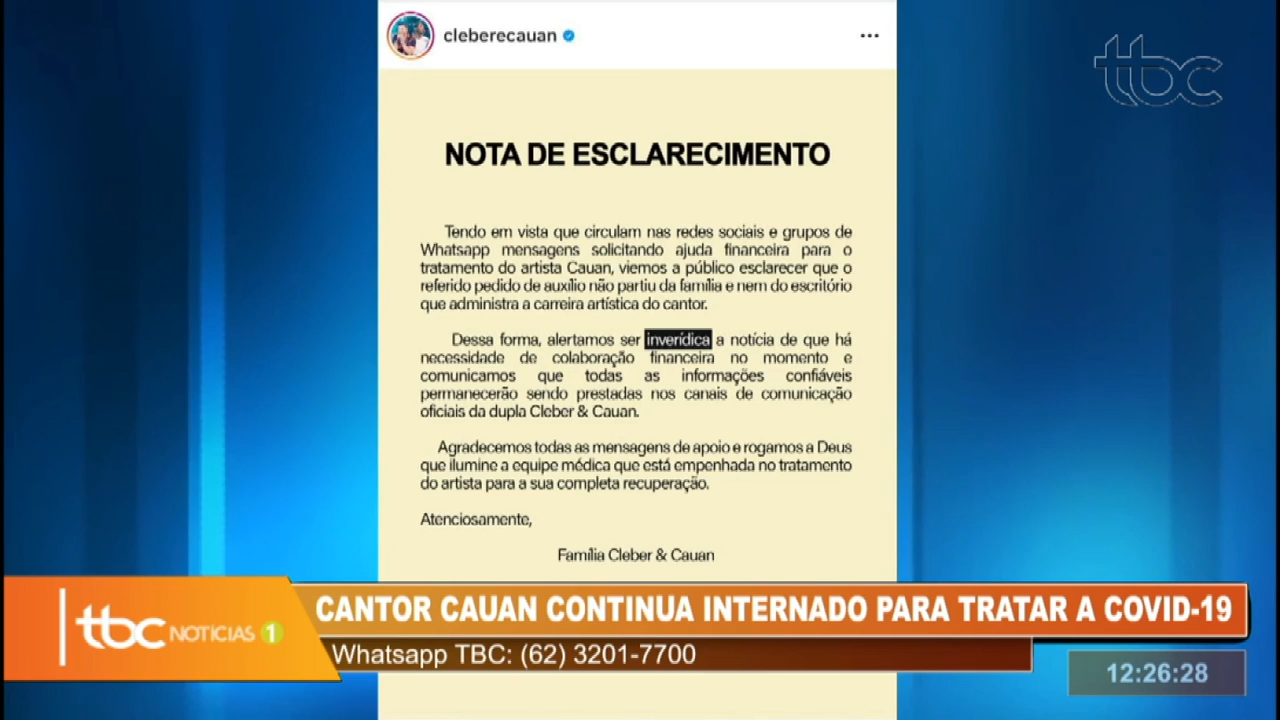 cleberecauan
ttbc
NOTA DE ESCLARECIMENTO
Tendo em vista que circulam nas redes sociais e grupos de
Whatsapp mensagens solicitando ajuda financeira para o
tratamento do artista Cauan, viemos a público esclarecer que o
referido pedido de auxílio não partiu da família e nem do escritório
que administra a carreira artística do cantor.
Dessa forma, alertamos ser inverídica a notícia de que há
necessidade de colaboração financeira no momento e
comunicamos que todas as informações confiáveis
permanecerão sendo prestadas nos canais de comunicação
oficiais da dupla Cleber & Cauan.
Agradecemos todas as mensagens de apoio e rogamos a Deus
que ilumine a equipe médica que está empenhada no tratamento
do artista para a sua completa recuperação.
Atenciosamente,
Família Cleber & Cauan
tbc NOTÍCIAS 1
CANTOR CAUAN CONTINUA INTERNADO PARA TRATAR A COVID-19
Whatsapp TBC: (62) 3201-7700
12:26:28